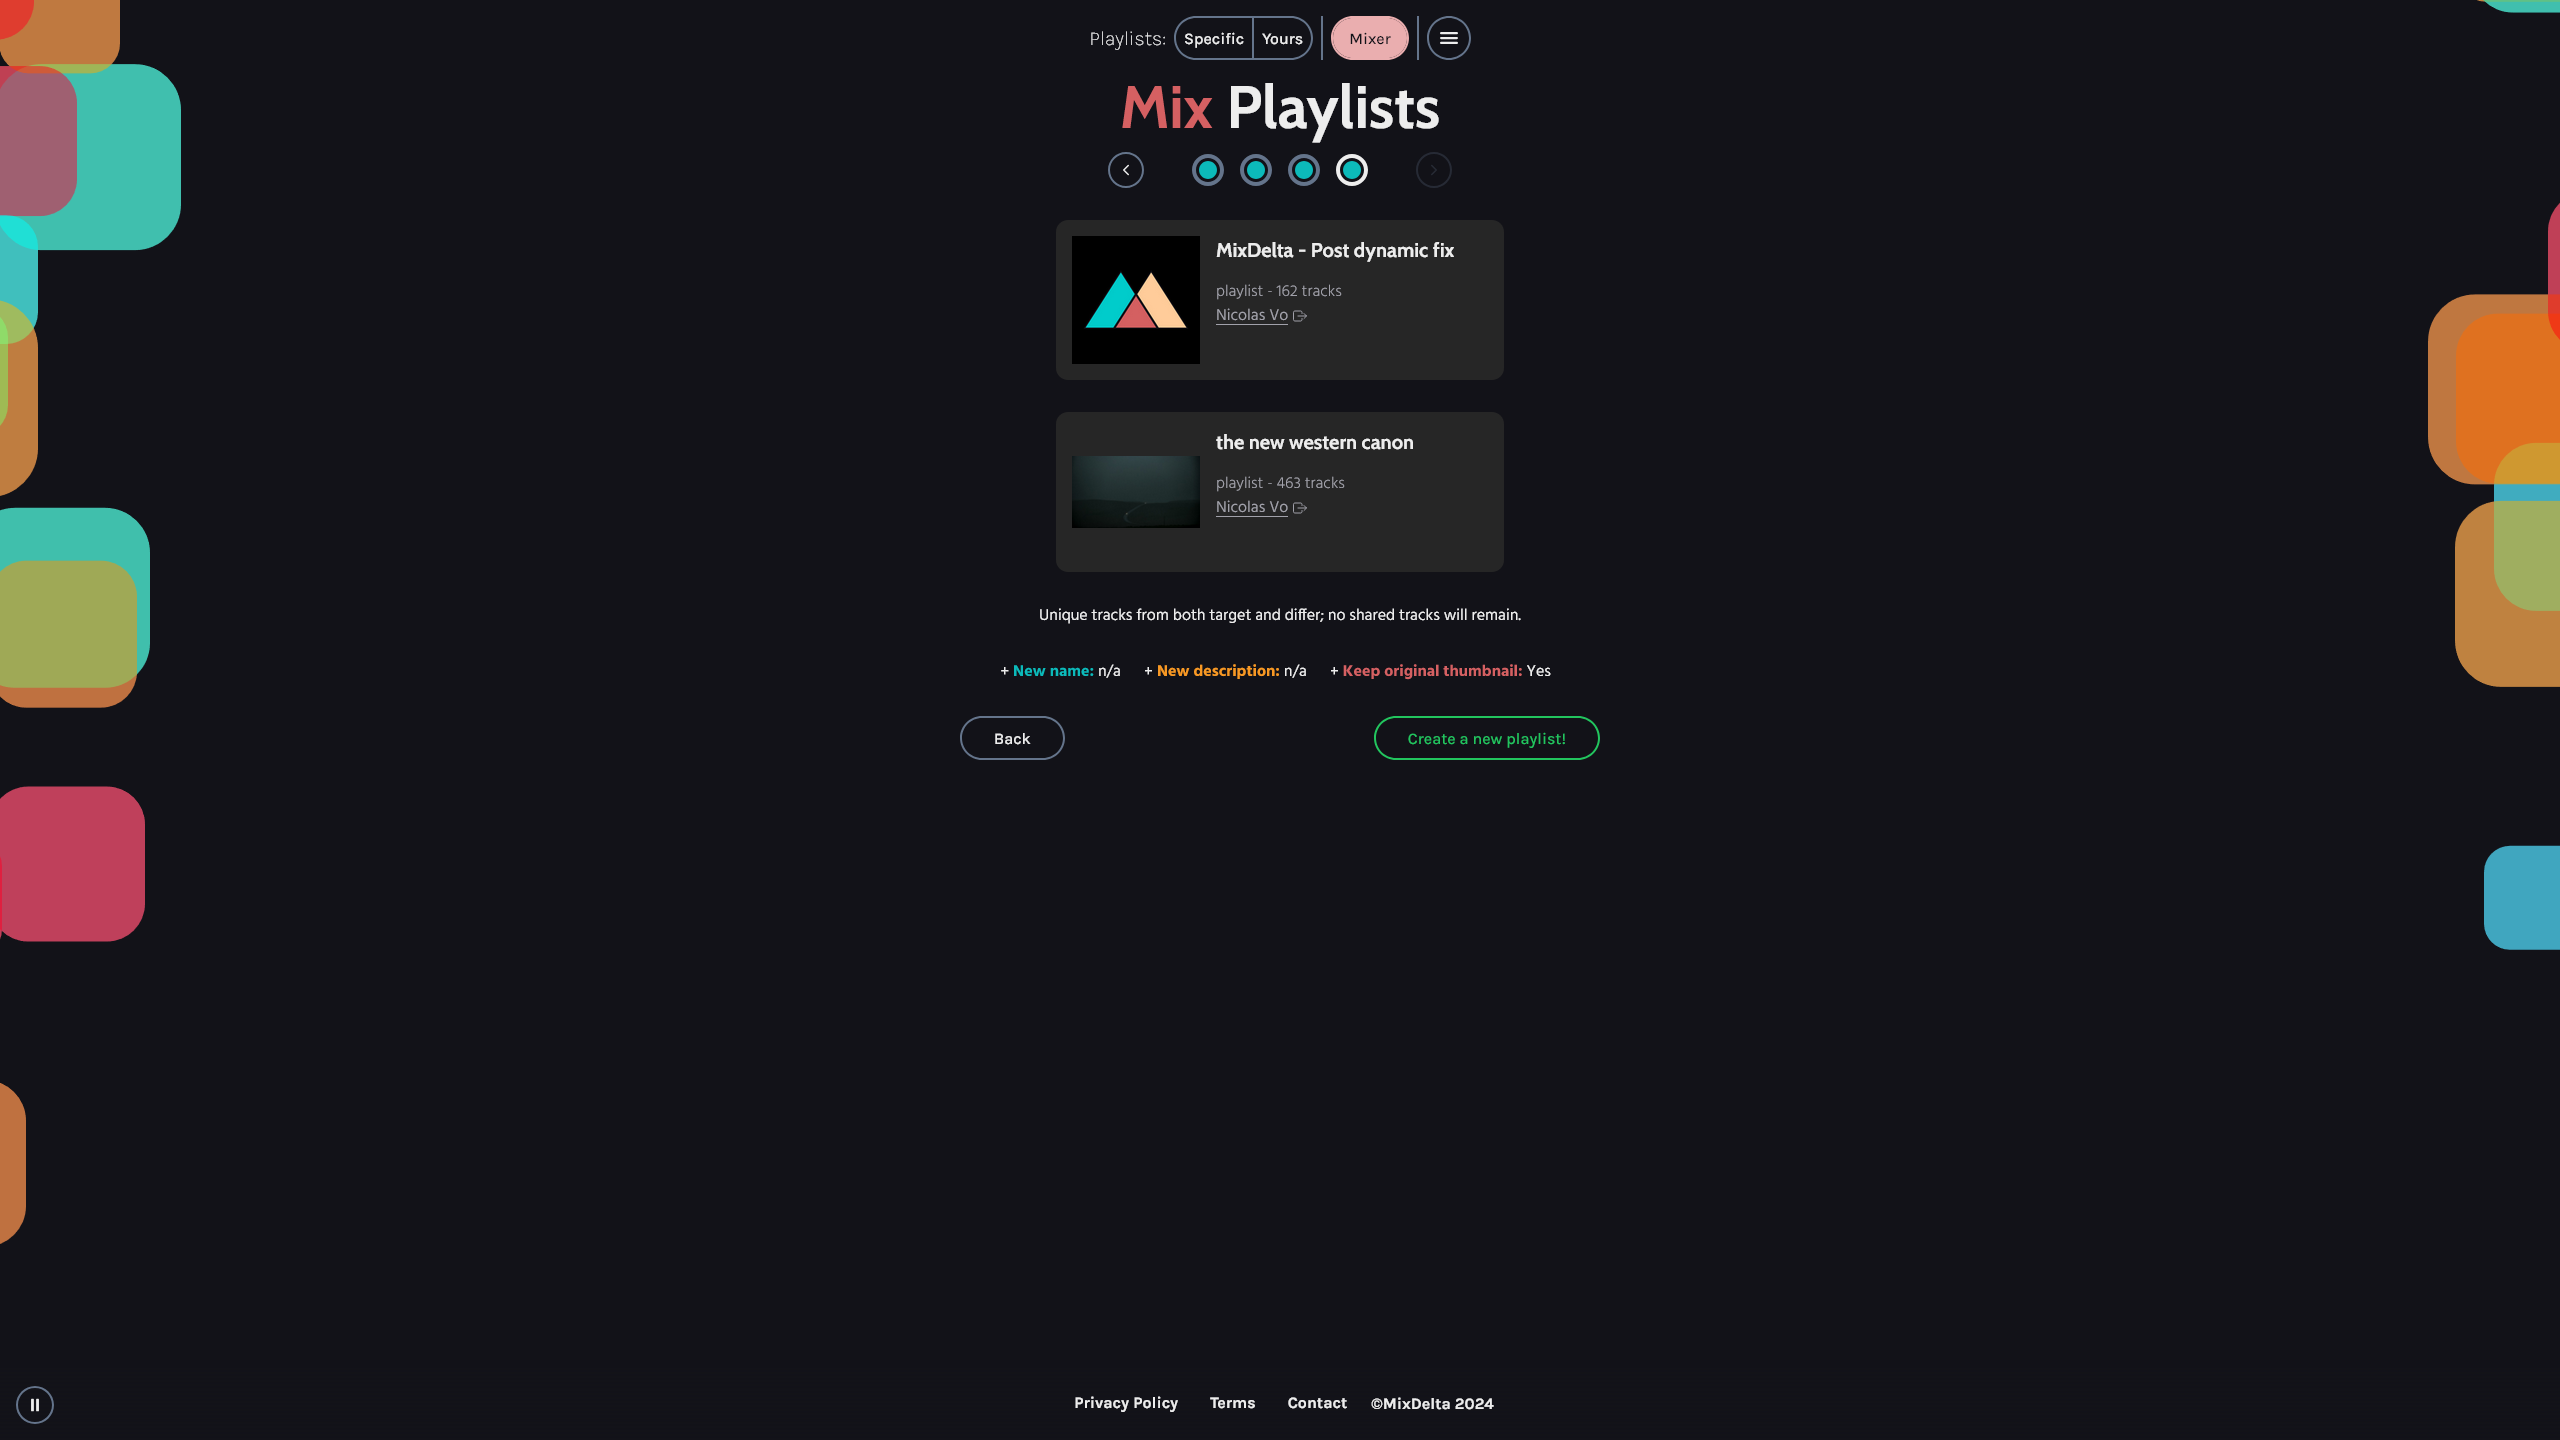 Playlists: Specific Yours Mixer
Mix Playlists
MixDelta - Post dynamic fix
playlist - 162 tracks
Nicolas Vo
the new western canon
playlist - 463 tracks
Nicolas Vo
Unique tracks from both target and differ; no shared tracks will remain.
+ New name: n/a + New description: n/a + Keep original thumbnail: Yes
Back Create a new playlist!
Privacy Policy Terms Contact ©MixDelta 2024